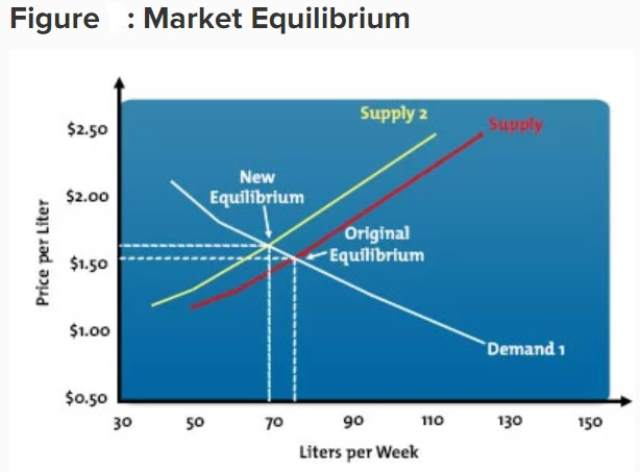 Figure : Market Equilibrium
Supply 2
Supply
$2.50
New
Equilibrium
$2.00
Original
Equilibrium
$1.50
Price per Liter
$1.00
Demand 1
$0.50
30 50 70 90 110 130 150
Liters per Week